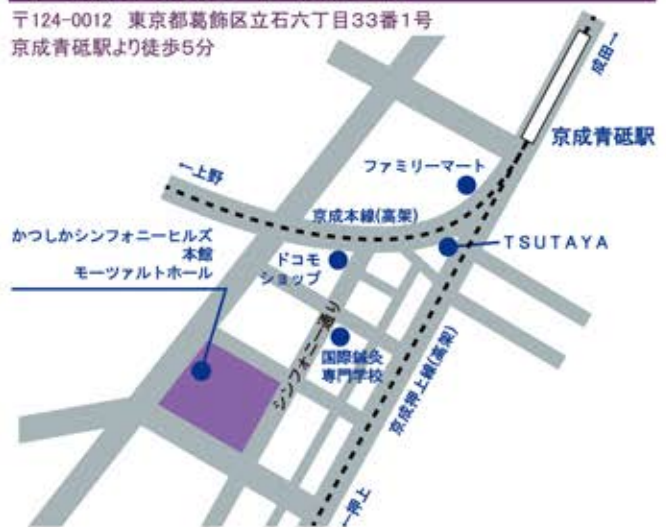 〒124-0012 東京都葛飾区立石六丁目33番1号
京成青砥駅より徒歩5分
成田→
京成青砥駅
ファミリーマート
←上野
京成本線(高架)
TSUTAYA
かつしかシンフォニーヒルズ
本館
モーツァルトホール
ドコモ
ショップ
シンフォニー通り
国際鍼灸
専門学校
京成押上線(高架)
←押上